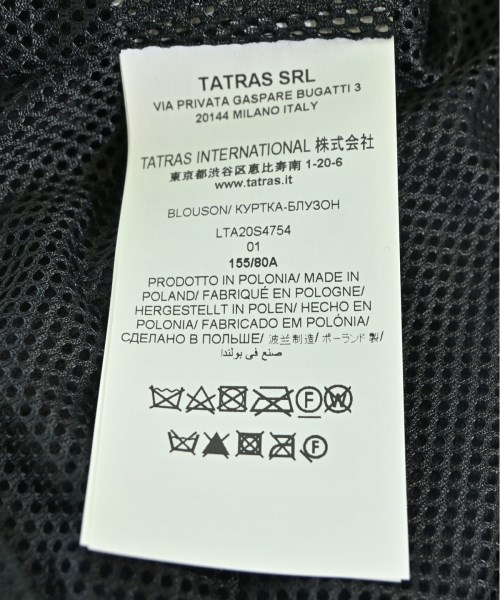 TATRAS SRL
VIA PRIVATA GASPARE BUGATTI 3
20144 MILANO ITALY
TATRAS INTERNATIONAL 株式会社
東京都渋谷区恵比寿南 1-20-6
www.tatras.it
BLOUSON/ КУРТКА-БЛУЗОН
LTA20S4754
01
155/80A
PRODOTTO IN POLONIA/ MADE IN
POLAND/ FABRIQUÉ EN POLOGNE/
HERGESTELLT IN POLEN/ HECHO EN
POLONIA/ FABRICADO EM POLÓNIA/
СДЕЛАНО В ПОЛЬШЕ/ 波兰制造/ ポーランド製/
صنع في بولندا
F W
F